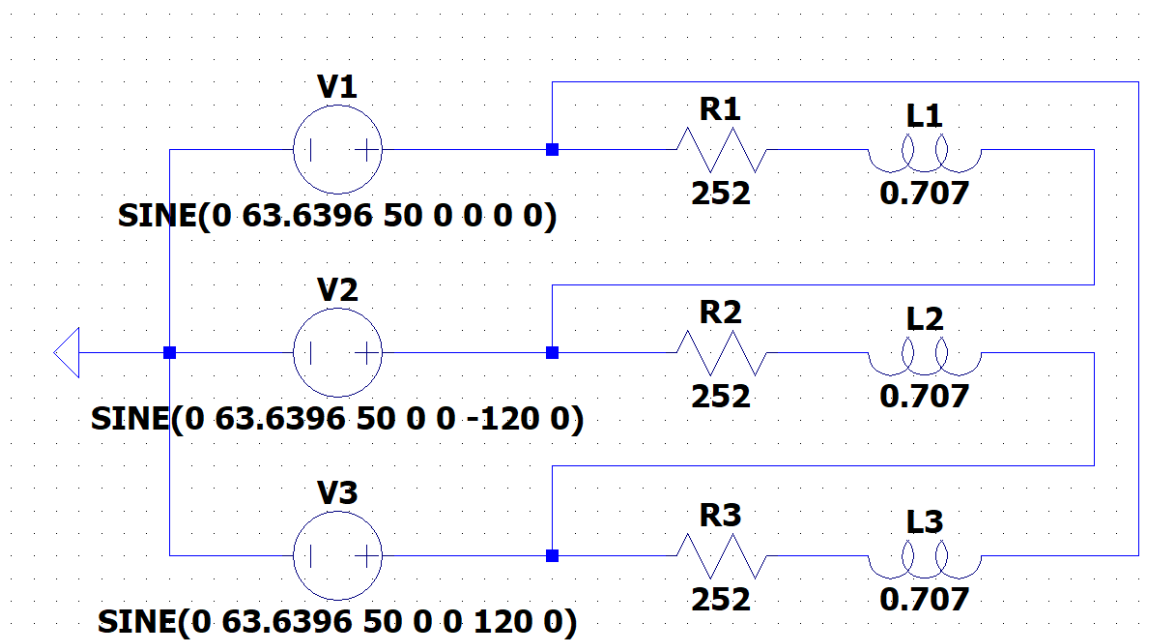 V1
R1
L1
252
0.707
SINE(0 63.6396 50 0 0 0 0)
V2
R2
L2
252
0.707
SINE(0 63.6396 50 0 0 -120 0)
V3
R3
L3
252
0.707
SINE(0 63.6396 50 0 0 120 0)